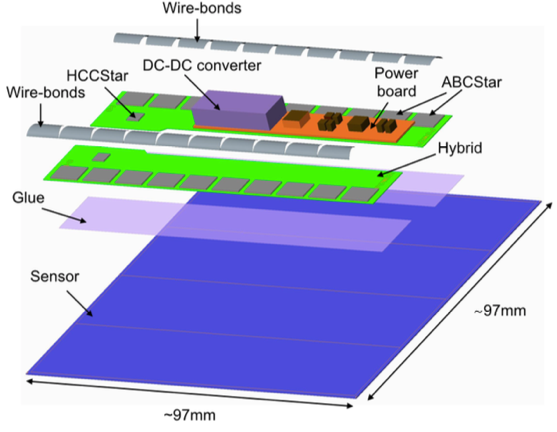 Wire-bonds
DC-DC converter
HCCStar
Power
board
ABCStar
Wire-bonds
Hybrid
Glue
Sensor
~97mm
~97mm